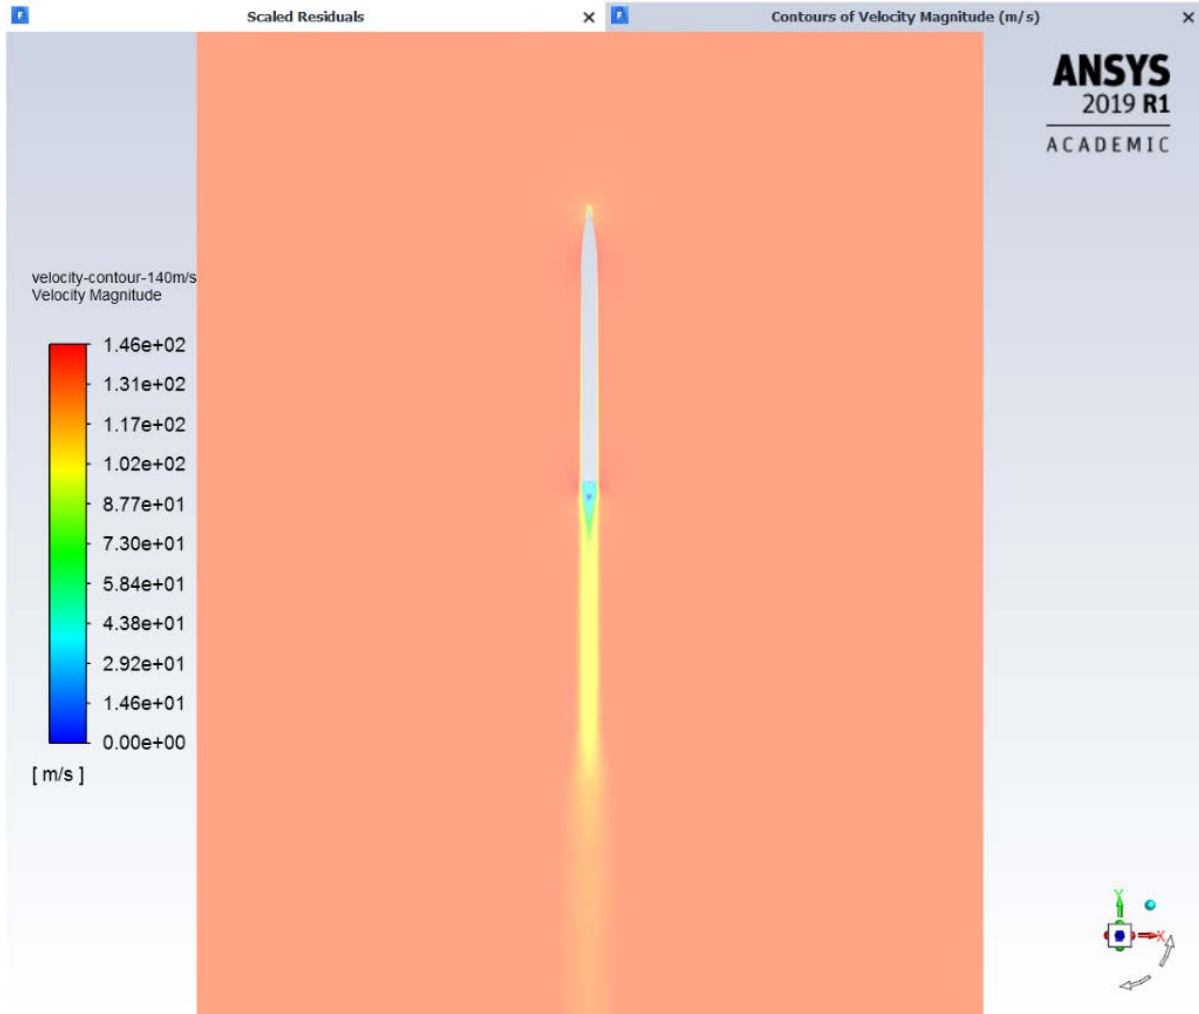 Scaled Residuals
Contours of Velocity Magnitude (m/s)
ANSYS
2019 R1
ACADEMIC
velocity-contour-140m/s
Velocity Magnitude
1.46e+02
1.31e+02
1.17e+02
1.02e+02
8.77e+01
7.30e+01
5.84e+01
4.38e+01
2.92e+01
1.46e+01
0.00e+00
[ m/s ]
Y
X